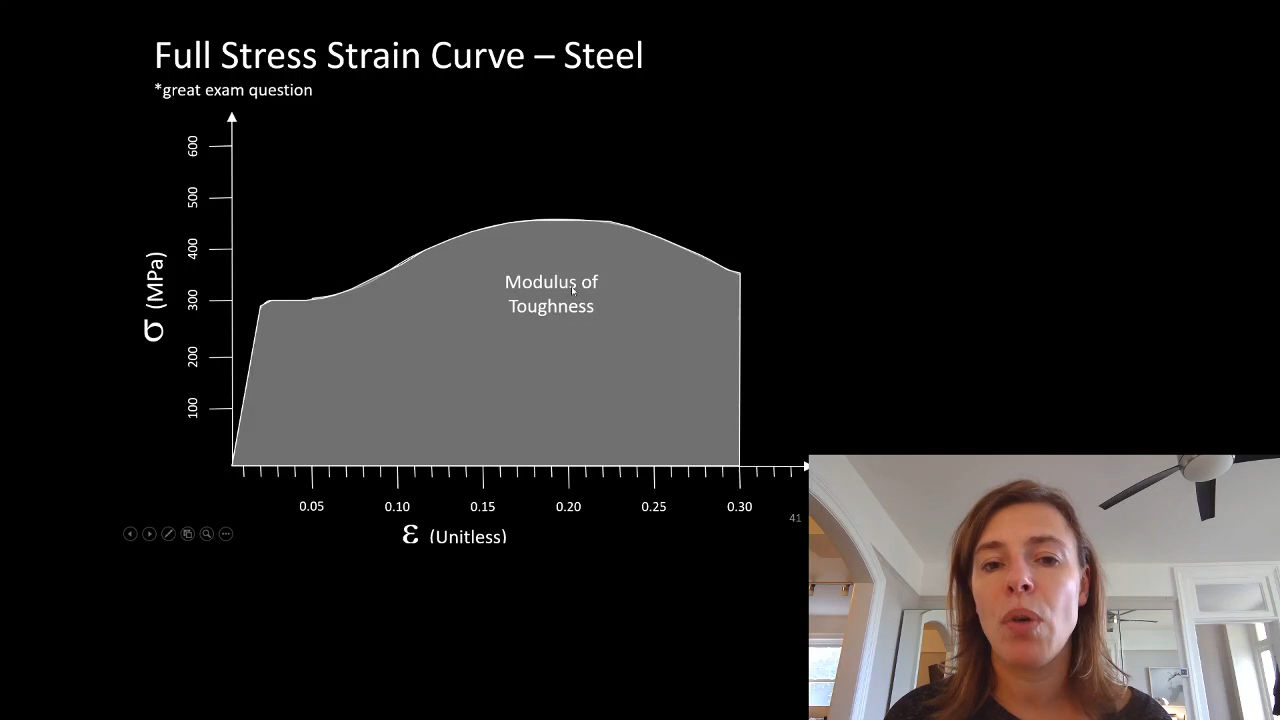 Full Stress Strain Curve – Steel
*great exam question
600
500
400
300
200
100
σ (MPa)
Modulus of
Toughness
0.05 0.10 0.15 0.20 0.25 0.30
ε (Unitless)
41